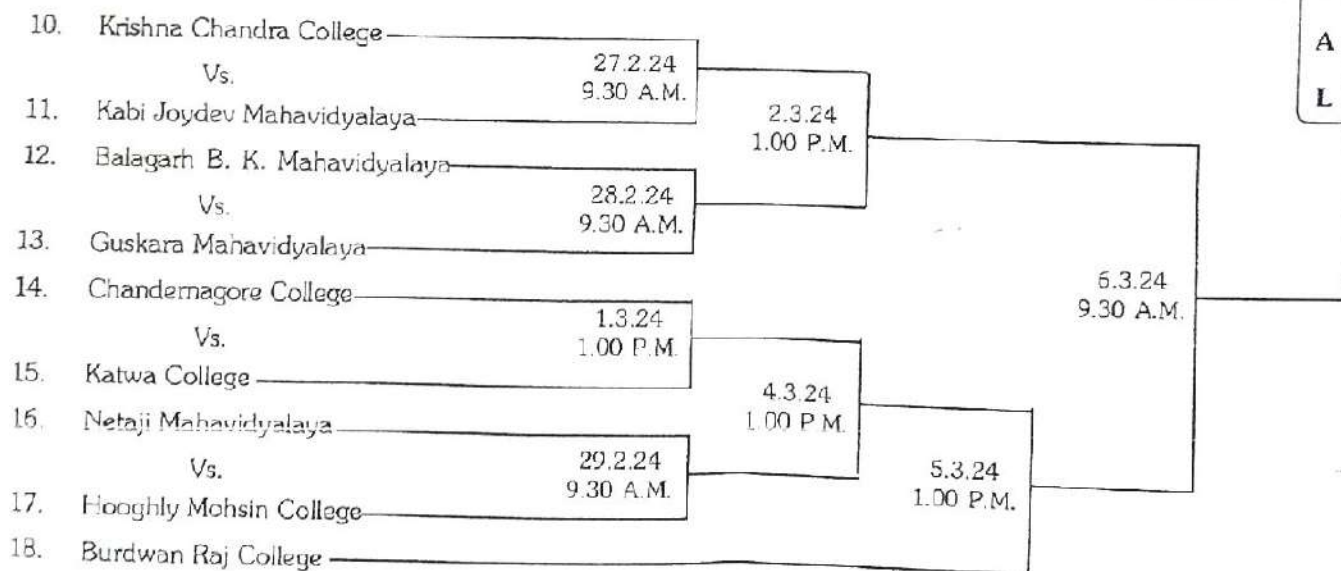 10. Krishna Chandra College
Vs.
27.2.24
9.30 A.M.
11. Kabi Joydev Mahavidyalaya
2.3.24
1.00 P.M.
12. Balagarh B. K. Mahavidyalaya
Vs.
28.2.24
9.30 A.M.
13. Guskara Mahavidyalaya
14. Chandernagore College
Vs.
1.3.24
1.00 P.M.
15. Katwa College
4.3.24
1.00 P.M.
16. Netaji Mahavidyalaya
Vs.
29.2.24
9.30 A.M.
17. Hooghly Mohsin College
5.3.24
1.00 P.M.
18. Burdwan Raj College
6.3.24
9.30 A.M.
A
L